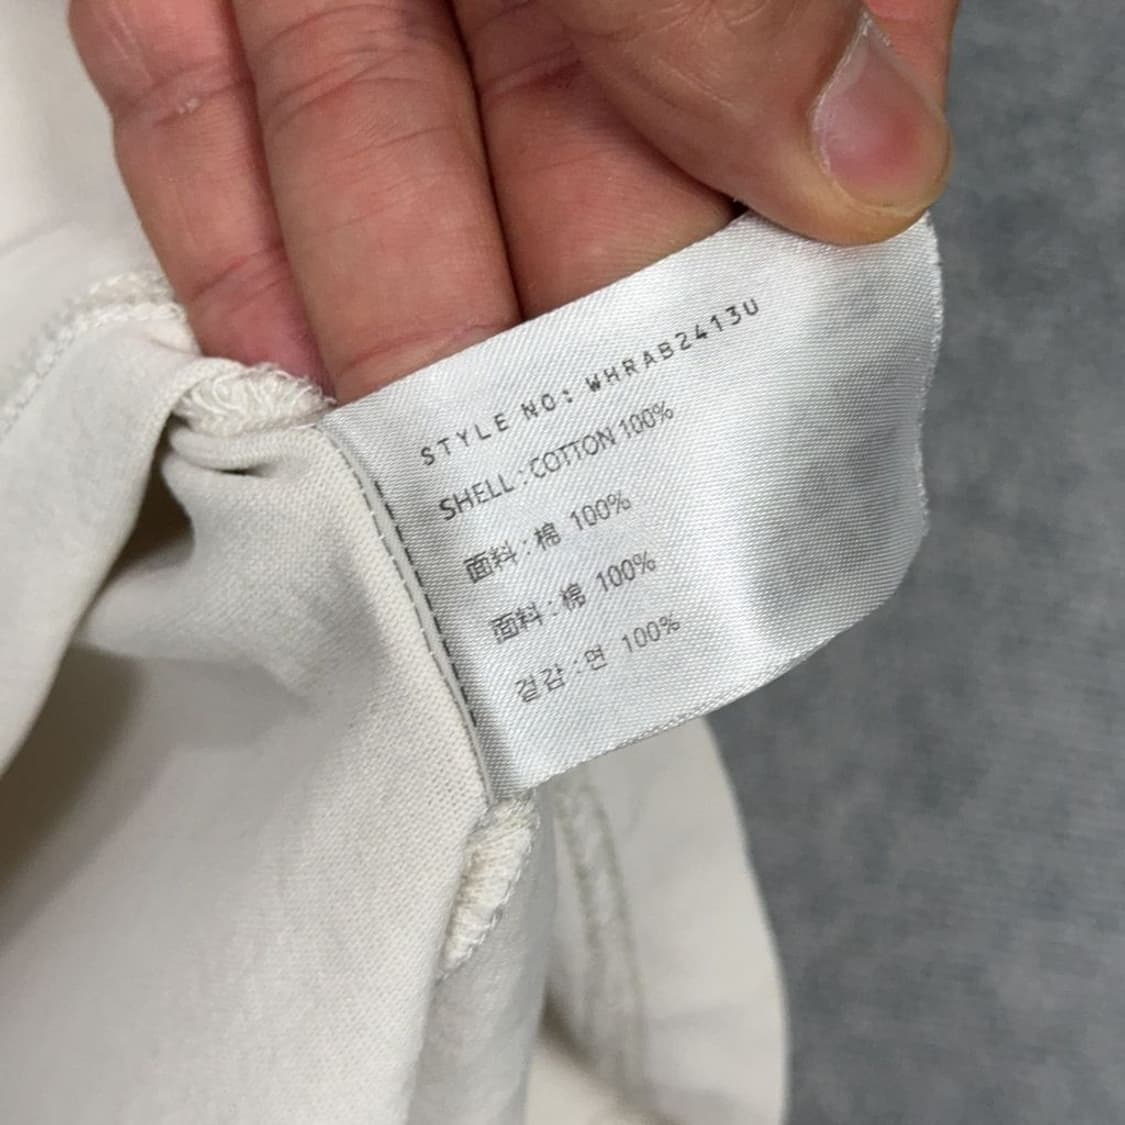 STYLE NO: WHRAB2413U
SHELL : COTTON 100%
面料 : 棉 100%
面料 : 棉 100%
겉감 : 면 100%